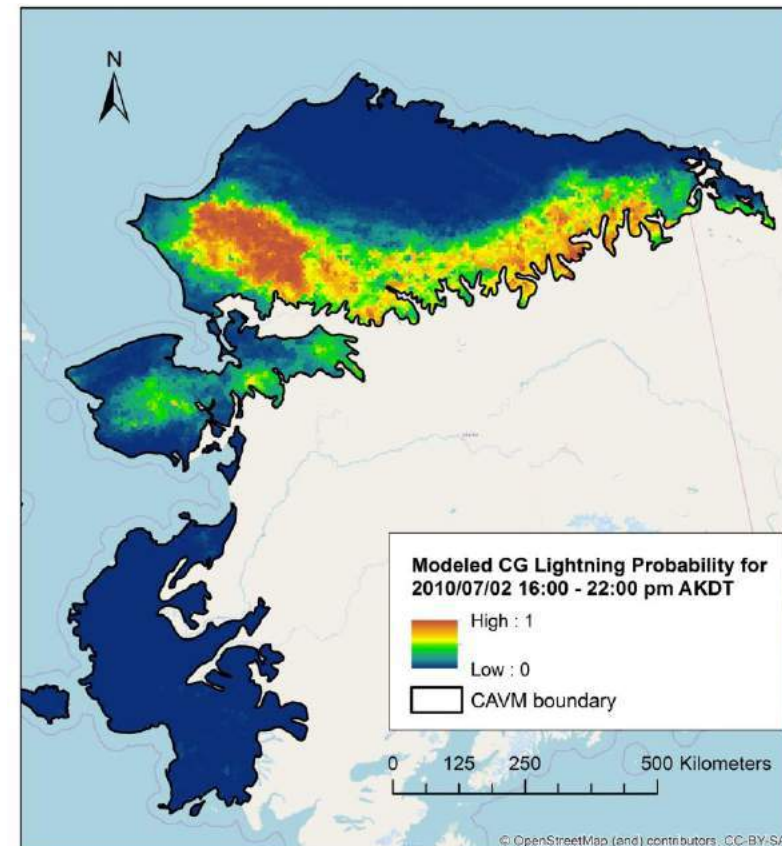 N
Modeled CG Lightning Probability for
2010/07/02 16:00 - 22:00 pm AKDT
High : 1
Low : 0
CAVM boundary
0 125 250 500 Kilometers
© OpenStreetMap (and) contributors, CC-BY-SA